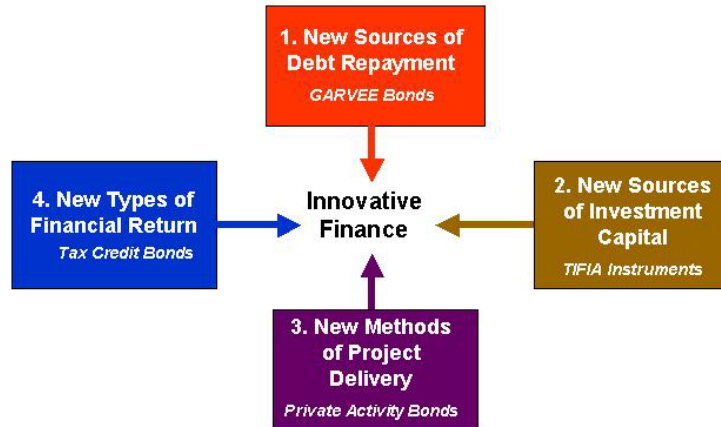 1. New Sources of
Debt Repayment
GARVEE Bonds
4. New Types of
Financial Return
Tax Credit Bonds
Innovative
Finance
2. New Sources
of Investment
Capital
TIFIA Instruments
3. New Methods
of Project
Delivery
Private Activity Bonds